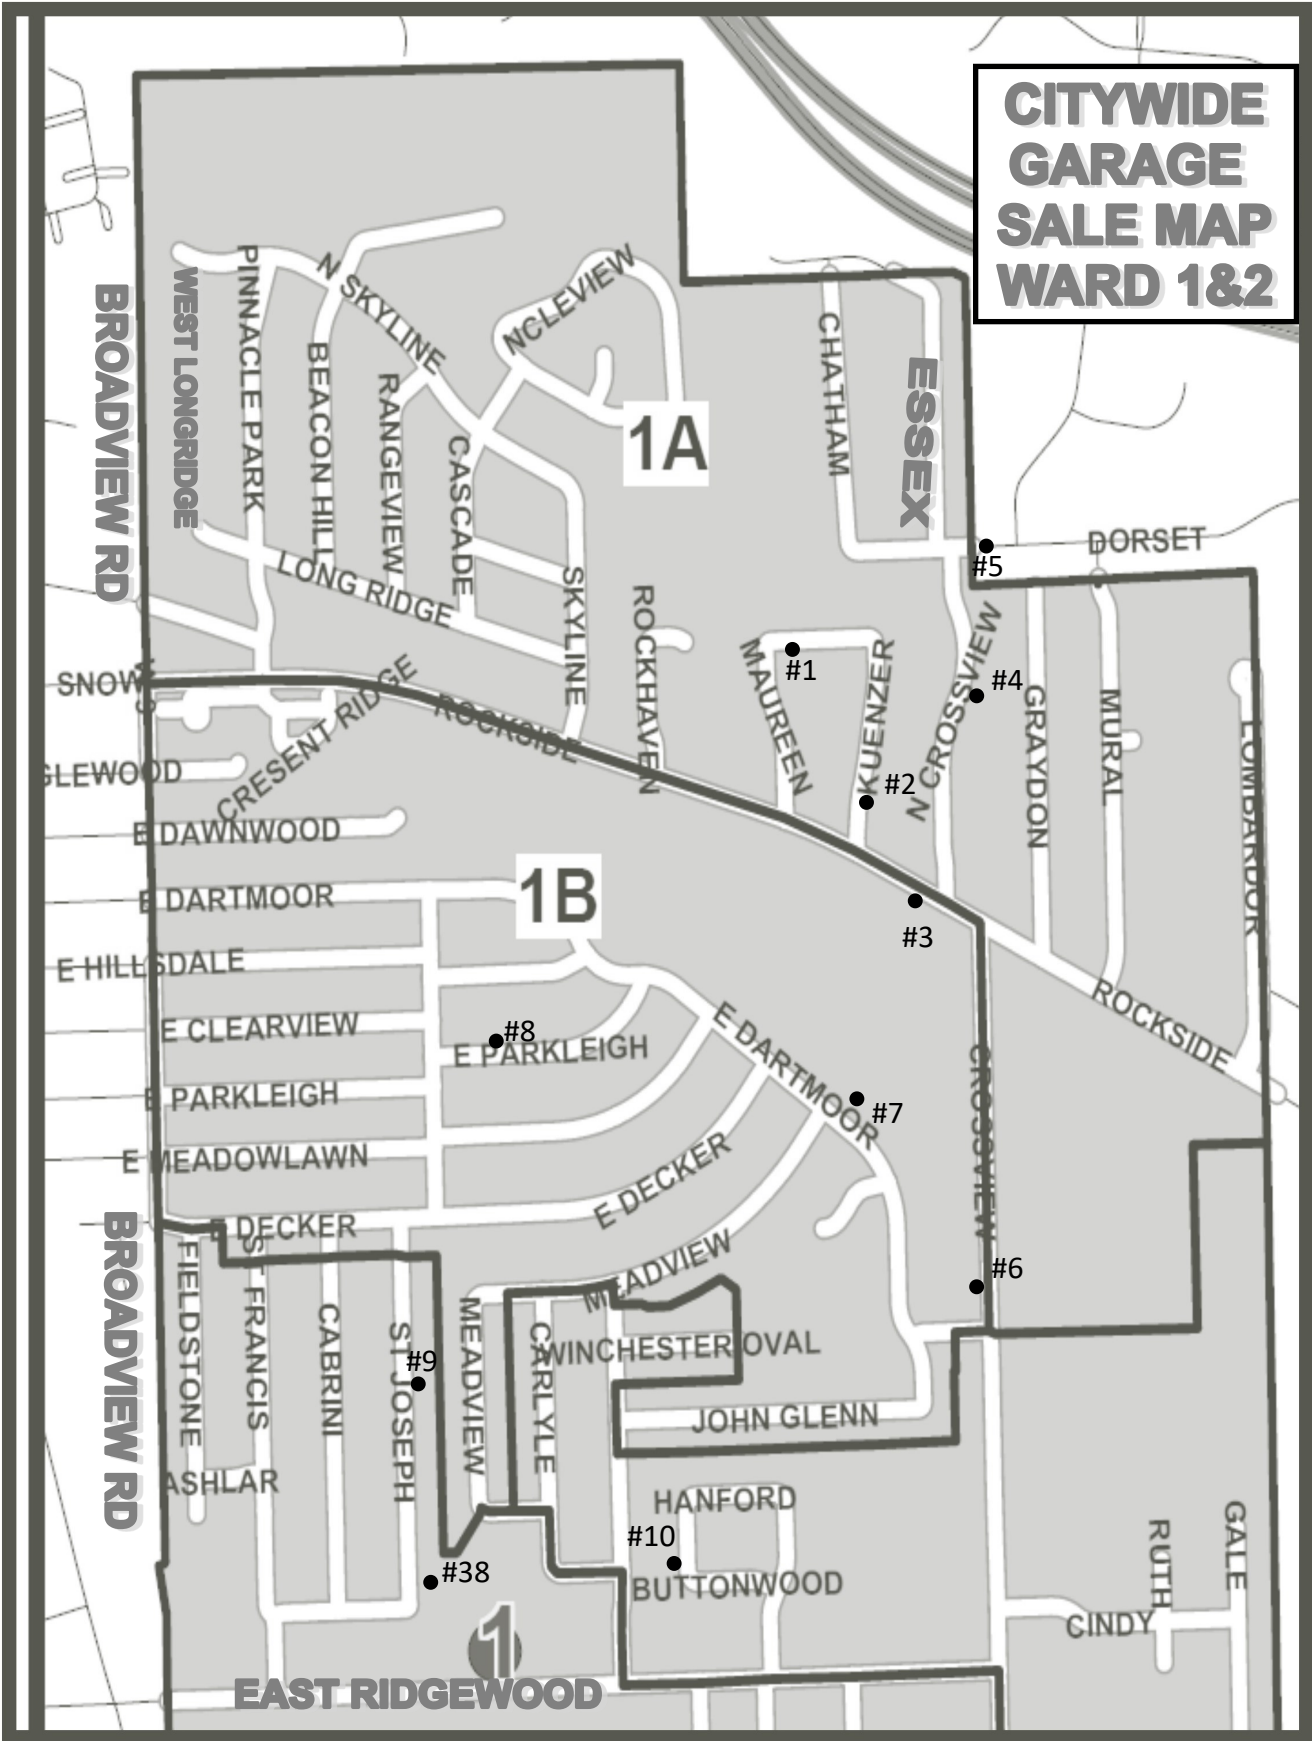 CITYWIDE
GARAGE
SALE MAP
WARD 1&2
BROADVIEW RD
WEST LONGRIDGE
PINNACLE PARK
N SKYLINE
BEACON HILL
RANGEVIEW
CASCADE
NCLEVIEW
1A
CHATHAM
ESSEX
DORSET
#5
LONG RIDGE
SKYLINE
ROCKHAVEN
MAUREEN
#1
KUENZER
N CROSSVIEW
#4
GRAYDON
MURAL
LOMBARDOR
SNOW
CRESENT RIDGE
ROCKSIDE
#2
GLEWOOD
E DAWNWOOD
E DARTMOOR
1B
#3
E HILLSDALE
E CLEARVIEW
#8
E PARKLEIGH
E DARTMOOR
ROCKSIDE
CROSSVIEW
E PARKLEIGH
#7
E MEADOWLAWN
E DECKER
E DECKER
BROADVIEW RD
MEADVIEW
#6
FIELDSTONE
ST FRANCIS
CABRINI
ST JOSEPH
#9
MEADVIEW
CARLYLE
WINCHESTER OVAL
JOHN GLENN
ASHLAR
HANFORD
#10
BUTTONWOOD
#38
RUTH
GALE
CINDY
1
EAST RIDGEWOOD